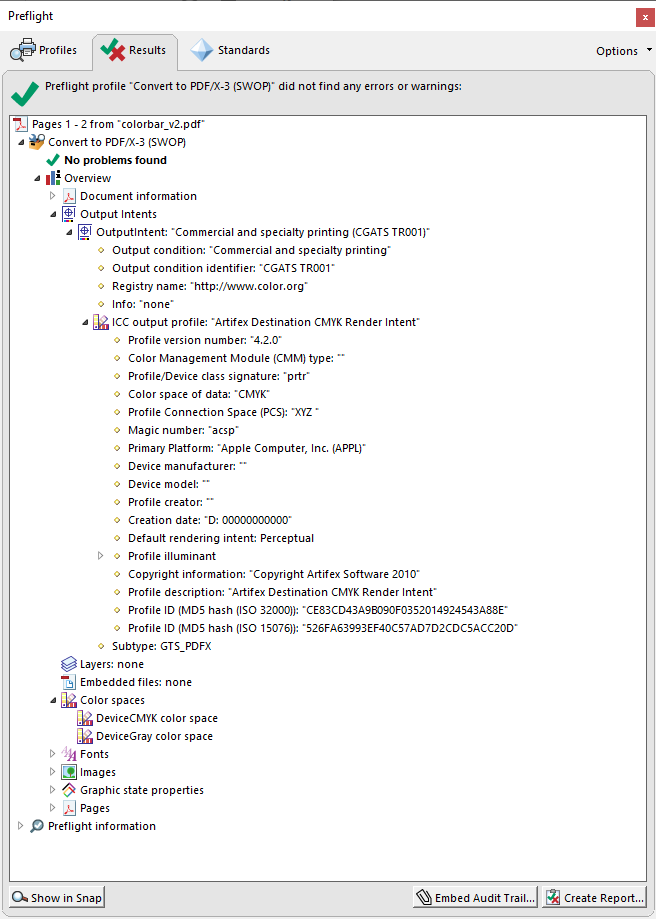 Preflight
Profiles
Results
Standards
Options
Preflight profile "Convert to PDF/X-3 (SWOP)" did not find any errors or warnings:
Pages 1 - 2 from "colorbar_v2.pdf"
Convert to PDF/X-3 (SWOP)
No problems found
Overview
Document information
Output Intents
OutputIntent: "Commercial and specialty printing (CGATS TR001)"
Output condition: "Commercial and specialty printing"
Output condition identifier: "CGATS TR001"
Registry name: "http://www.color.org"
Info: "none"
ICC output profile: "Artifex Destination CMYK Render Intent"
Profile version number: "4.2.0"
Color Management Module (CMM) type: ""
Profile/Device class signature: "prtr"
Color space of data: "CMYK"
Profile Connection Space (PCS): "XYZ "
Magic number: "acsp"
Primary Platform: "Apple Computer, Inc. (APPL)"
Device manufacturer: ""
Device model: ""
Profile creator: ""
Creation date: "D: 00000000000"
Default rendering intent: Perceptual
Profile illuminant
Copyright information: "Copyright Artifex Software 2010"
Profile description: "Artifex Destination CMYK Render Intent"
Profile ID (MD5 hash (ISO 32000)): "CE83CD43A9B090F0352014924543A88E"
Profile ID (MD5 hash (ISO 15076)): "526FA63993EF40C57AD7D2CDC5ACC20D"
Subtype: GTS_PDFX
Layers: none
Embedded files: none
Color spaces
DeviceCMYK color space
DeviceGray color space
Fonts
Images
Graphic state properties
Pages
Preflight information
Show in Snap
Embed Audit Trail...
Create Report...